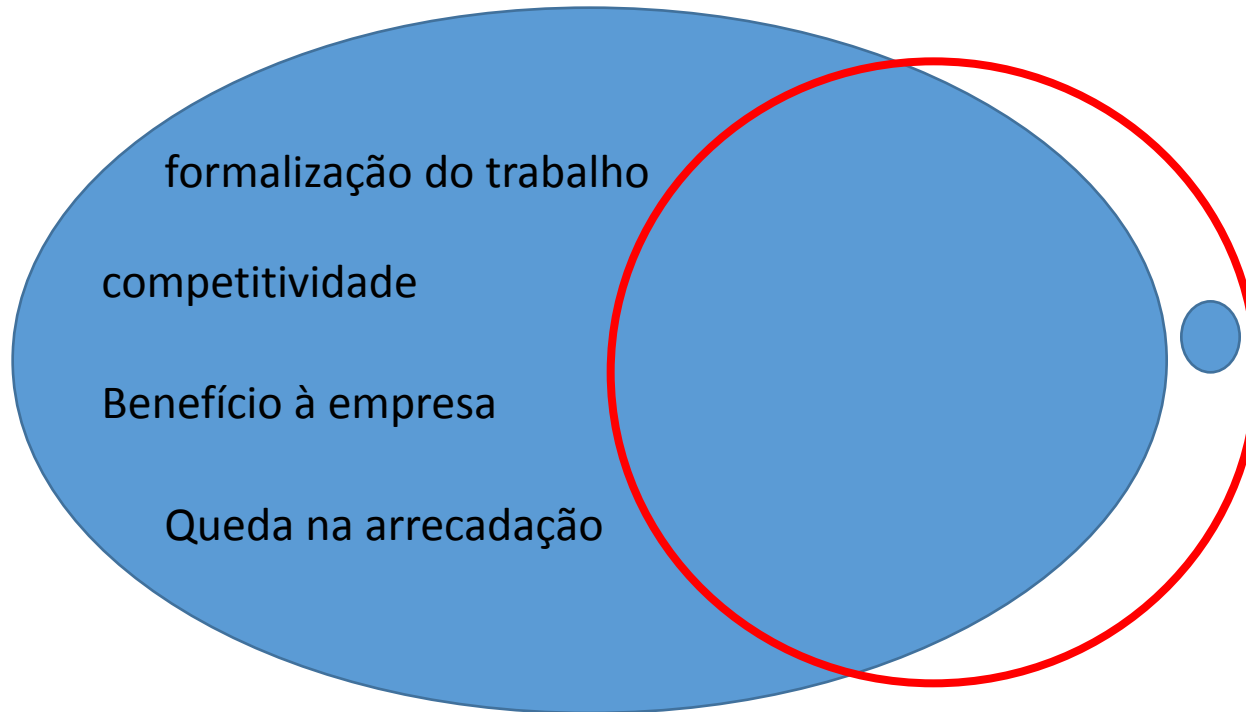 formalização do trabalho
competitividade
Benefício à empresa
Queda na arrecadação